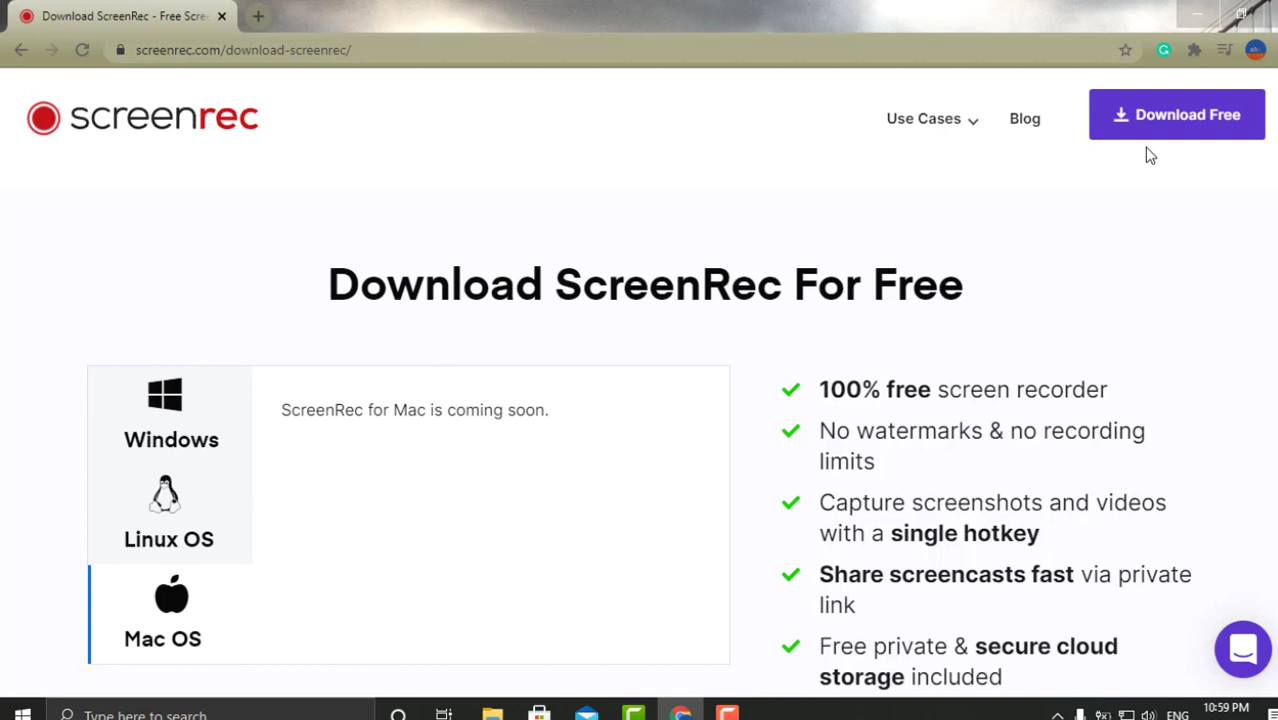 Download ScreenRec - Free Scre
screenrec.com/download-screenrec/
screenrec
Use Cases
Blog
Download Free
Download ScreenRec For Free
Windows
Linux OS
Mac OS
ScreenRec for Mac is coming soon.
100% free screen recorder
No watermarks & no recording
limits
Capture screenshots and videos
with a single hotkey
Share screencasts fast via private
link
Free private & secure cloud
storage included
Type here to search
ENG
10:59 PM